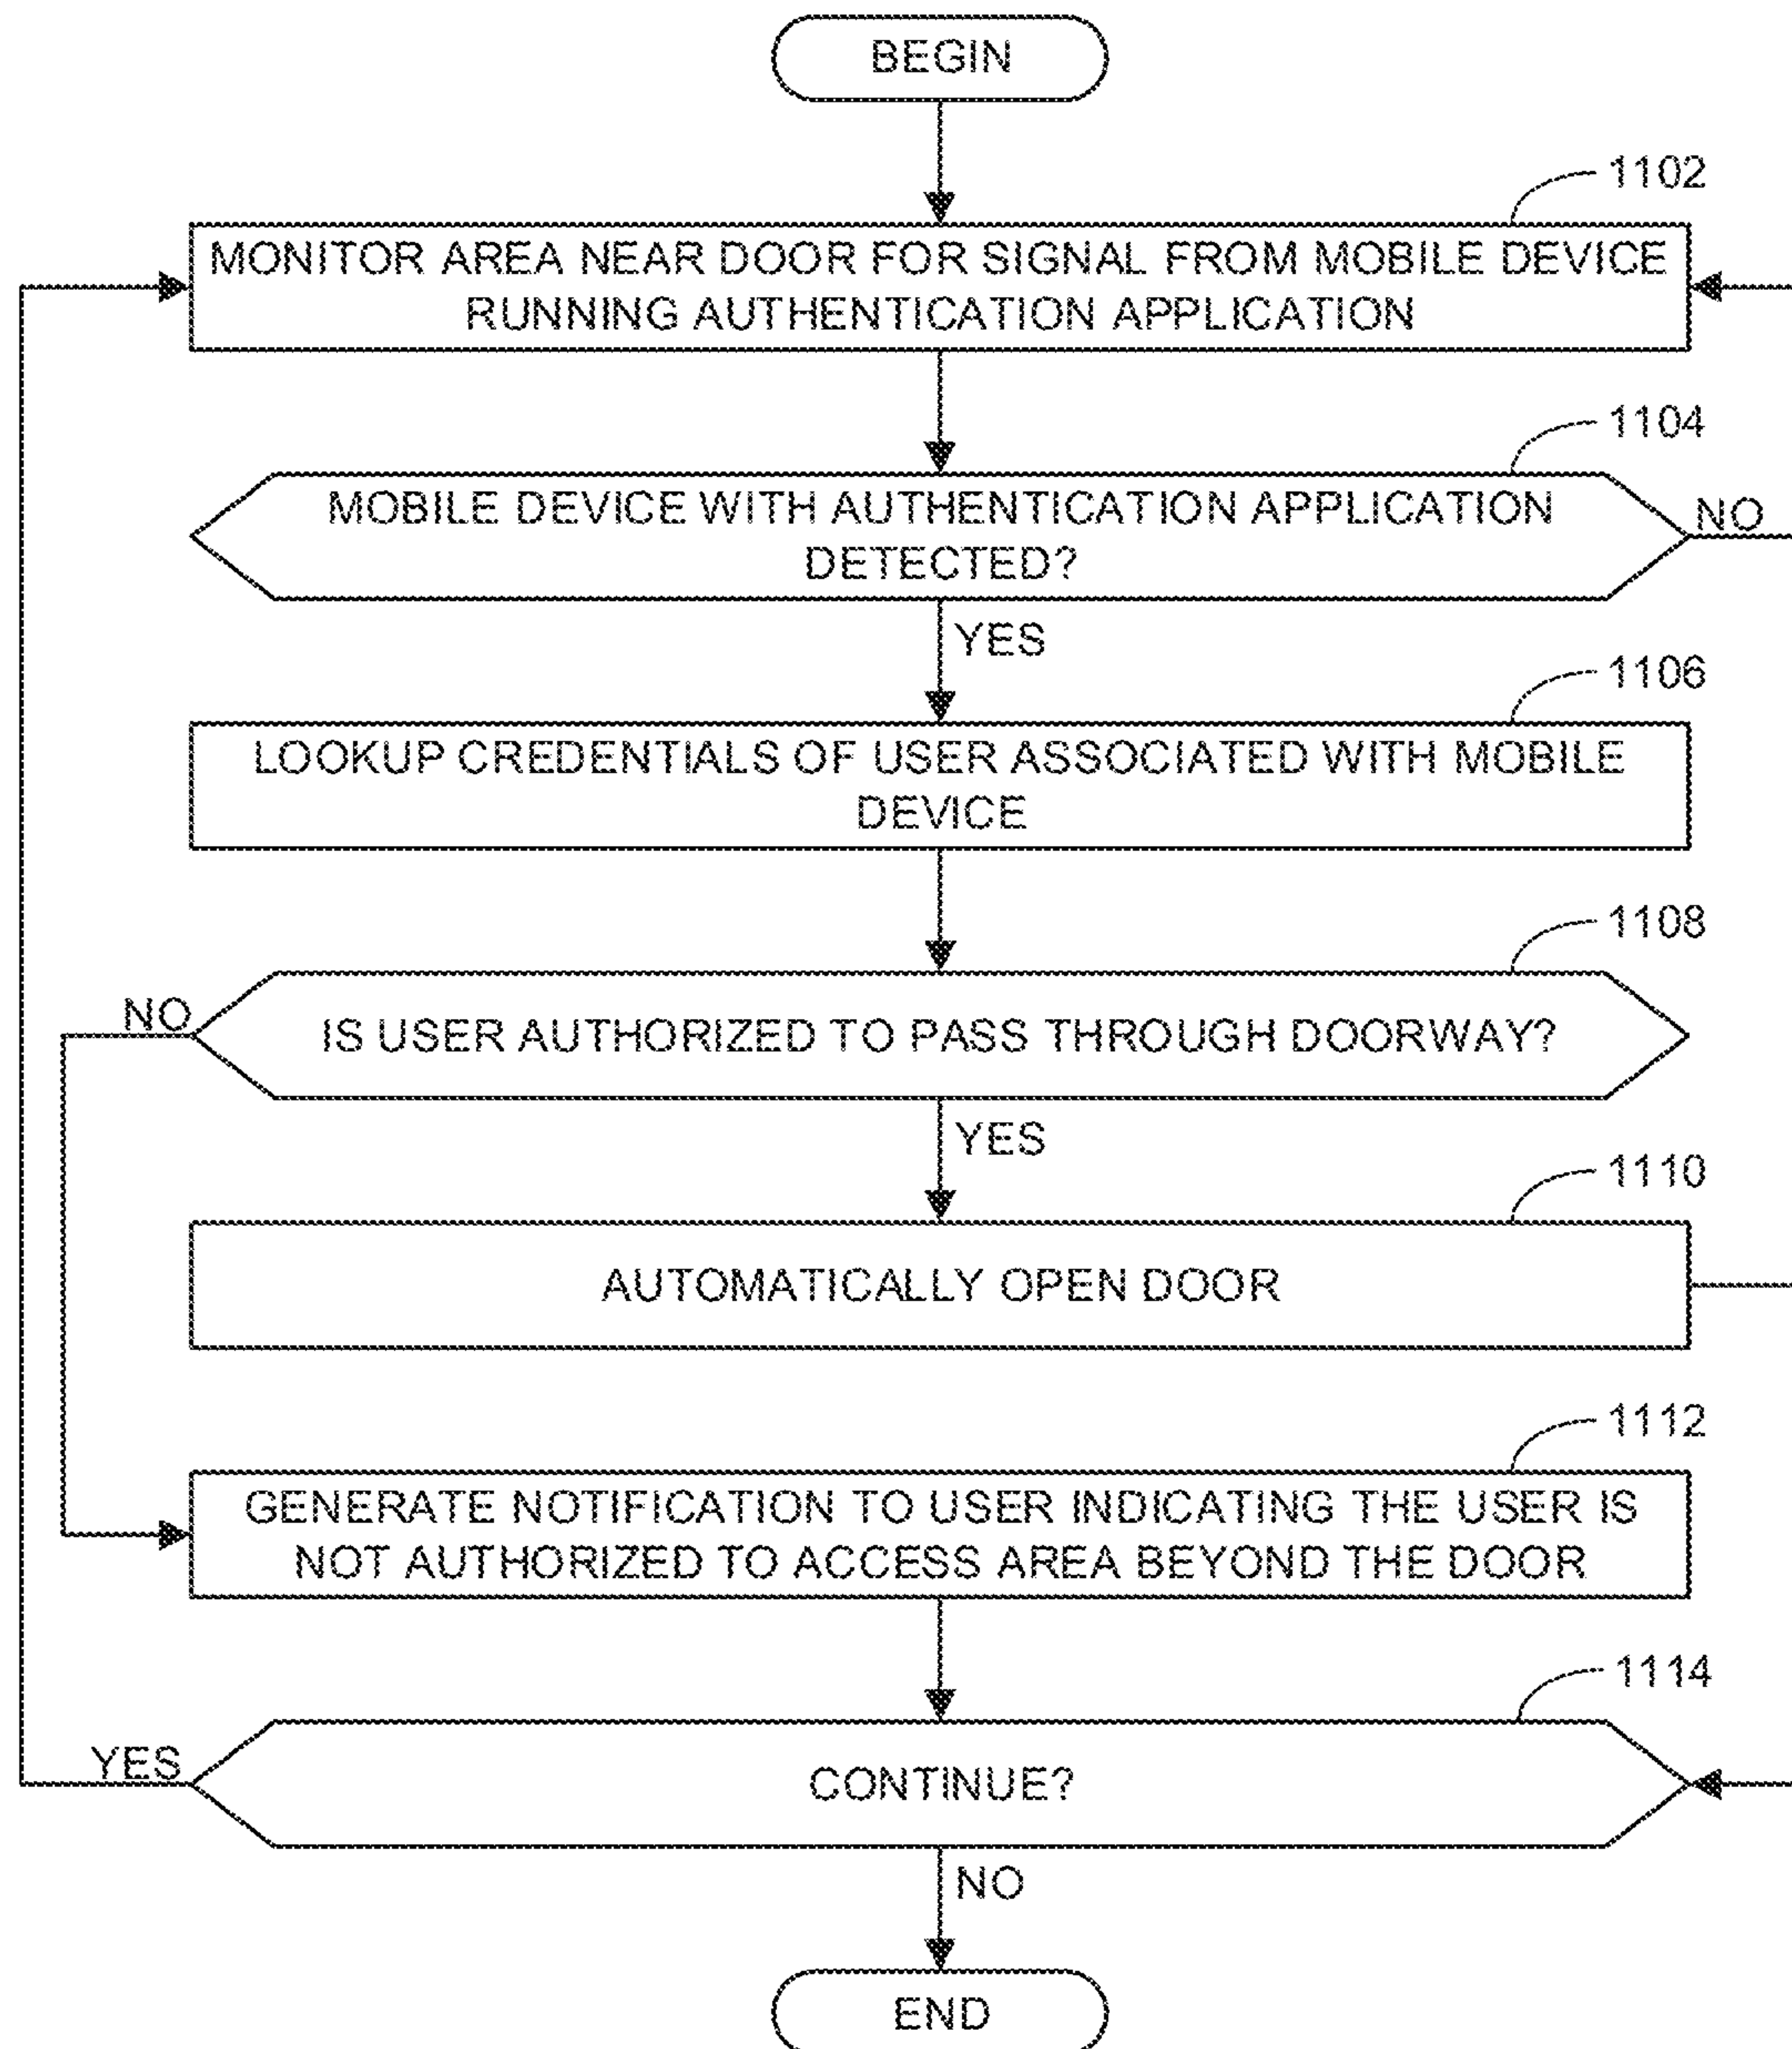 BEGIN
1102
MONITOR AREA NEAR DOOR FOR SIGNAL FROM MOBILE DEVICE
RUNNING AUTHENTICATION APPLICATION
1104
MOBILE DEVICE WITH AUTHENTICATION APPLICATION
DETECTED?
NO
YES
1106
LOOKUP CREDENTIALS OF USER ASSOCIATED WITH MOBILE
DEVICE
1108
NO
IS USER AUTHORIZED TO PASS THROUGH DOORWAY?
YES
1110
AUTOMATICALLY OPEN DOOR
1112
GENERATE NOTIFICATION TO USER INDICATING THE USER IS
NOT AUTHORIZED TO ACCESS AREA BEYOND THE DOOR
1114
YES
CONTINUE?
NO
END